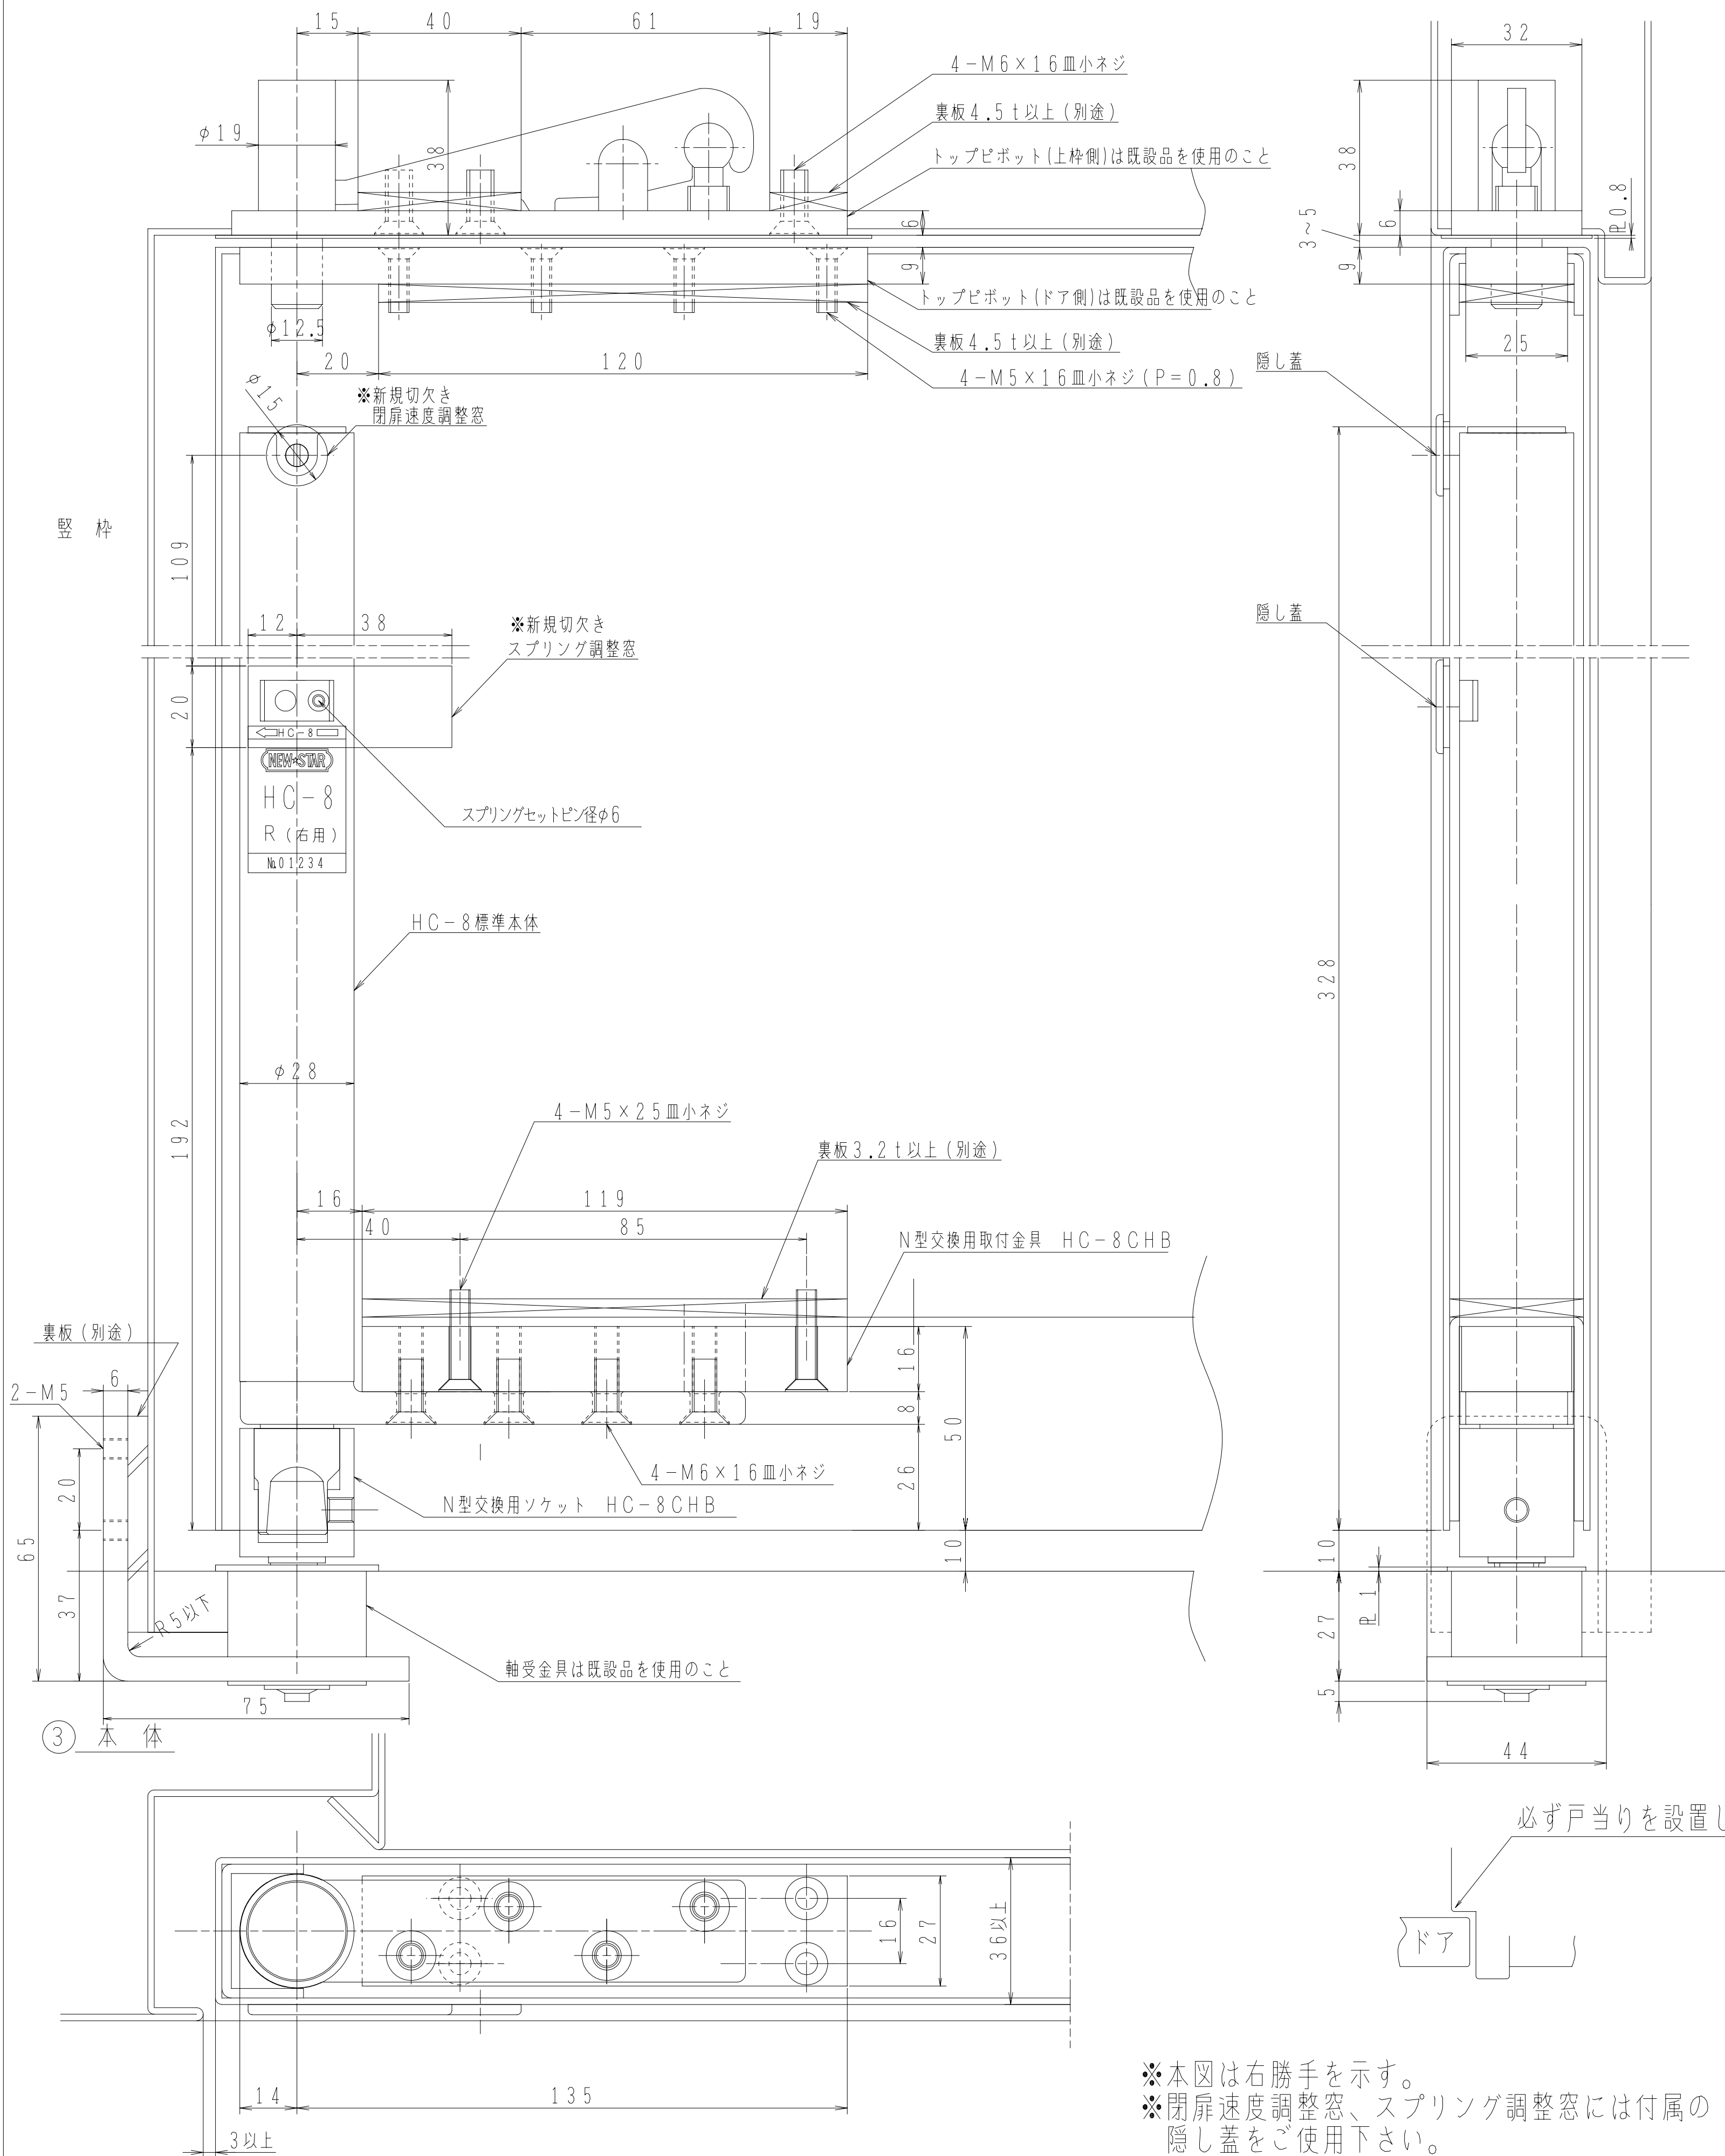 15
40
61
19
32
4-M6×16皿小ネジ
裏板4.5t以上(別途)
トップピボット(上枠側)は既設品を使用のこと
φ19
38
6
38
6
R0.8
3~5
9
9
トップピボット(ドア側)は既設品を使用のこと
φ12.5
裏板4.5t以上(別途)
25
20
120
4-M5×16皿小ネジ(P=0.8)
隠し蓋
φ15
※新規切欠き
閉扉速度調整窓
竪 枠
109
12
38
※新規切欠き
スプリング調整窓
隠し蓋
20
HC-8
NEW☆STAR
HC-8
R(右用)
スプリングセットピン径φ6
№01234
HC-8標準本体
328
φ28
192
4-M5×25皿小ネジ
裏板3.2t以上(別途)
16
119
40
85
N型交換用取付金具 HC-8CHB
裏板(別途)
2-M5
6
16
8
50
26
4-M6×16皿小ネジ
N型交換用ソケット HC-8CHB
20
65
37
10
10
R5以下
R1
27
5
軸受金具は既設品を使用のこと
75
44
③ 本 体
必ず戸当りを設置し
ドア
16
27
36以上
14
135
3以上
※本図は右勝手を示す。
※閉扉速度調整窓、スプリング調整窓には付属の
隠し蓋をご使用下さい。